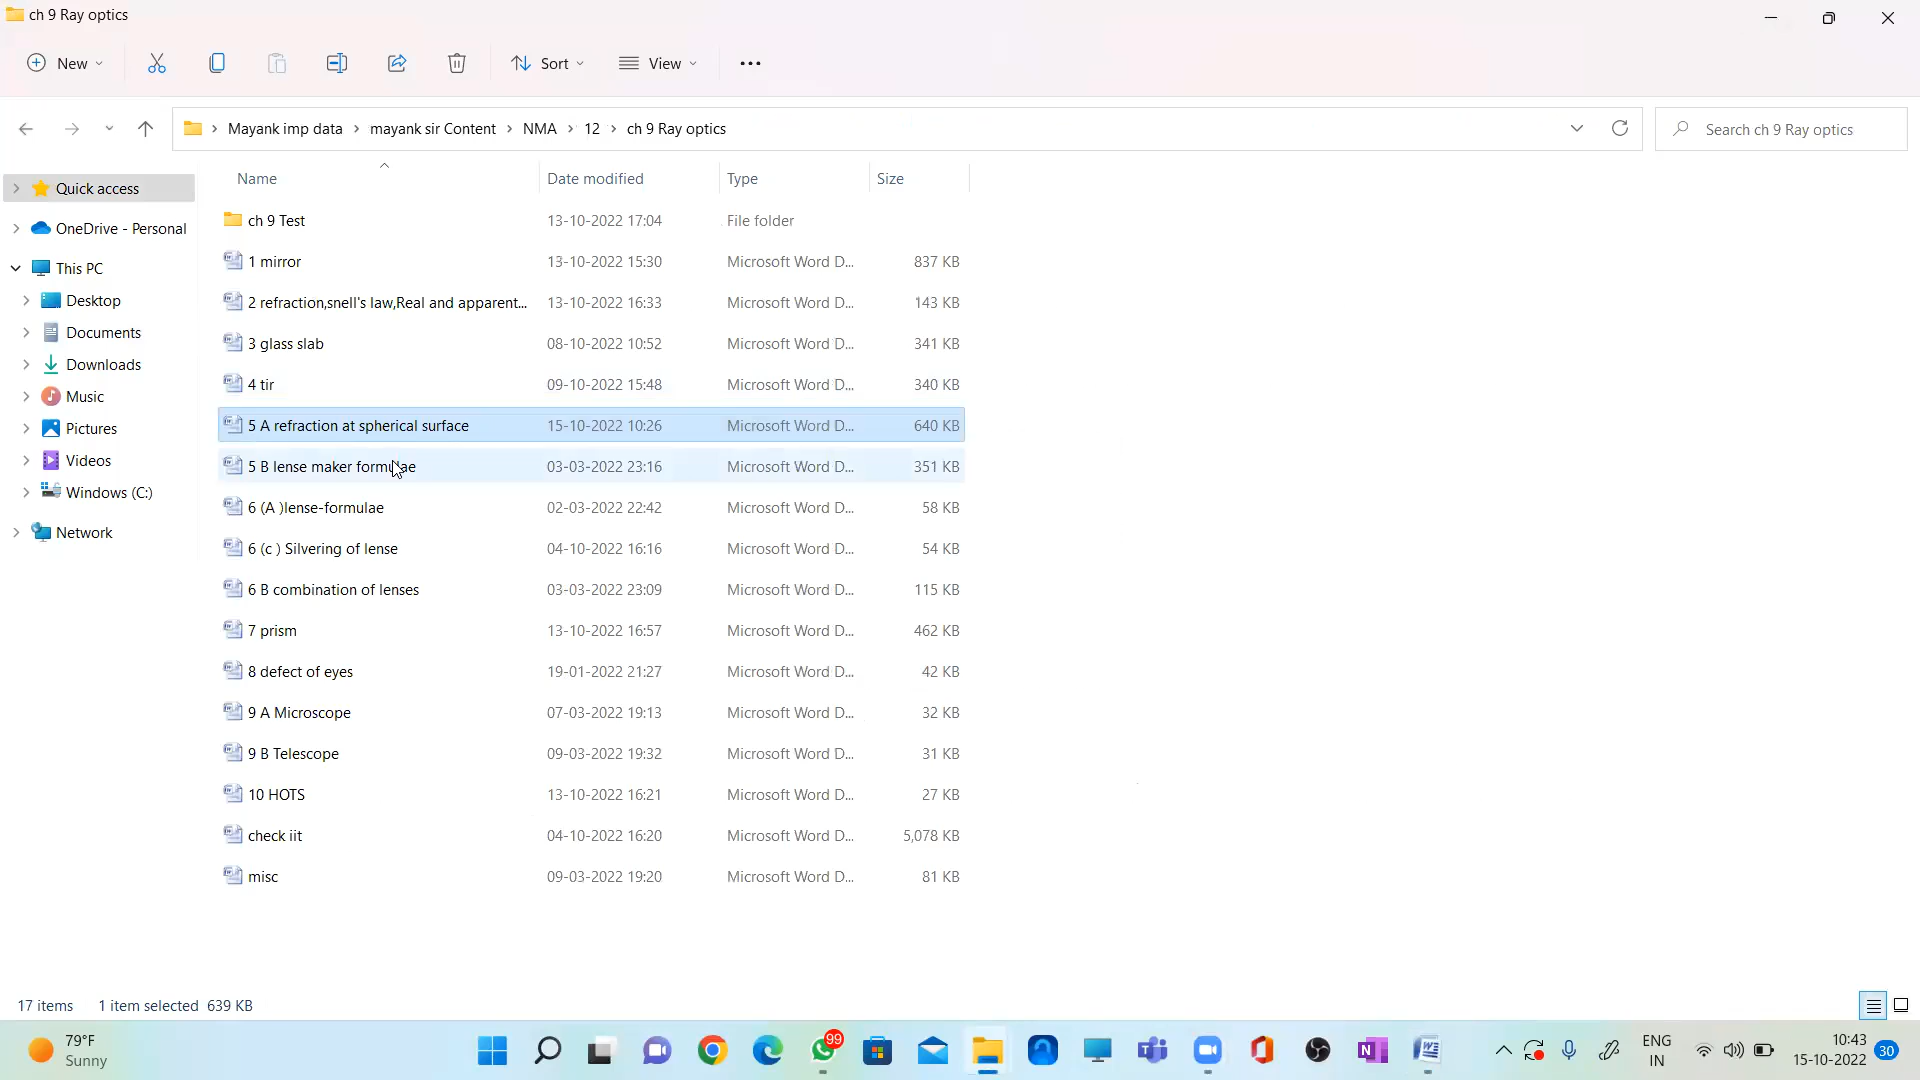 ch 9 Ray optics
New
Sort
View
Mayank imp data > mayank sir Content > NMA > 12 > ch 9 Ray optics
Search ch 9 Ray optics
Name Date modified Type Size
Quick access
OneDrive - Personal
This PC
Desktop
Documents
Downloads
Music
Pictures
Videos
Windows (C:)
Network
ch 9 Test 13-10-2022 17:04 File folder
1 mirror 13-10-2022 15:30 Microsoft Word D... 837 KB
2 refraction,snell's law,Real and apparent... 13-10-2022 16:33 Microsoft Word D... 143 KB
3 glass slab 08-10-2022 10:52 Microsoft Word D... 341 KB
4 tir 09-10-2022 15:48 Microsoft Word D... 340 KB
5 A refraction at spherical surface 15-10-2022 10:26 Microsoft Word D... 640 KB
5 B lense maker formulae 03-03-2022 23:16 Microsoft Word D... 351 KB
6 (A )lense-formulae 02-03-2022 22:42 Microsoft Word D... 58 KB
6 (c ) Silvering of lense 04-10-2022 16:16 Microsoft Word D... 54 KB
6 B combination of lenses 03-03-2022 23:09 Microsoft Word D... 115 KB
7 prism 13-10-2022 16:57 Microsoft Word D... 462 KB
8 defect of eyes 19-01-2022 21:27 Microsoft Word D... 42 KB
9 A Microscope 07-03-2022 19:13 Microsoft Word D... 32 KB
9 B Telescope 09-03-2022 19:32 Microsoft Word D... 31 KB
10 HOTS 13-10-2022 16:21 Microsoft Word D... 27 KB
check iit 04-10-2022 16:20 Microsoft Word D... 5,078 KB
misc 09-03-2022 19:20 Microsoft Word D... 81 KB
17 items 1 item selected 639 KB
79°F
Sunny
99
ENG
IN
10:43
15-10-2022
30